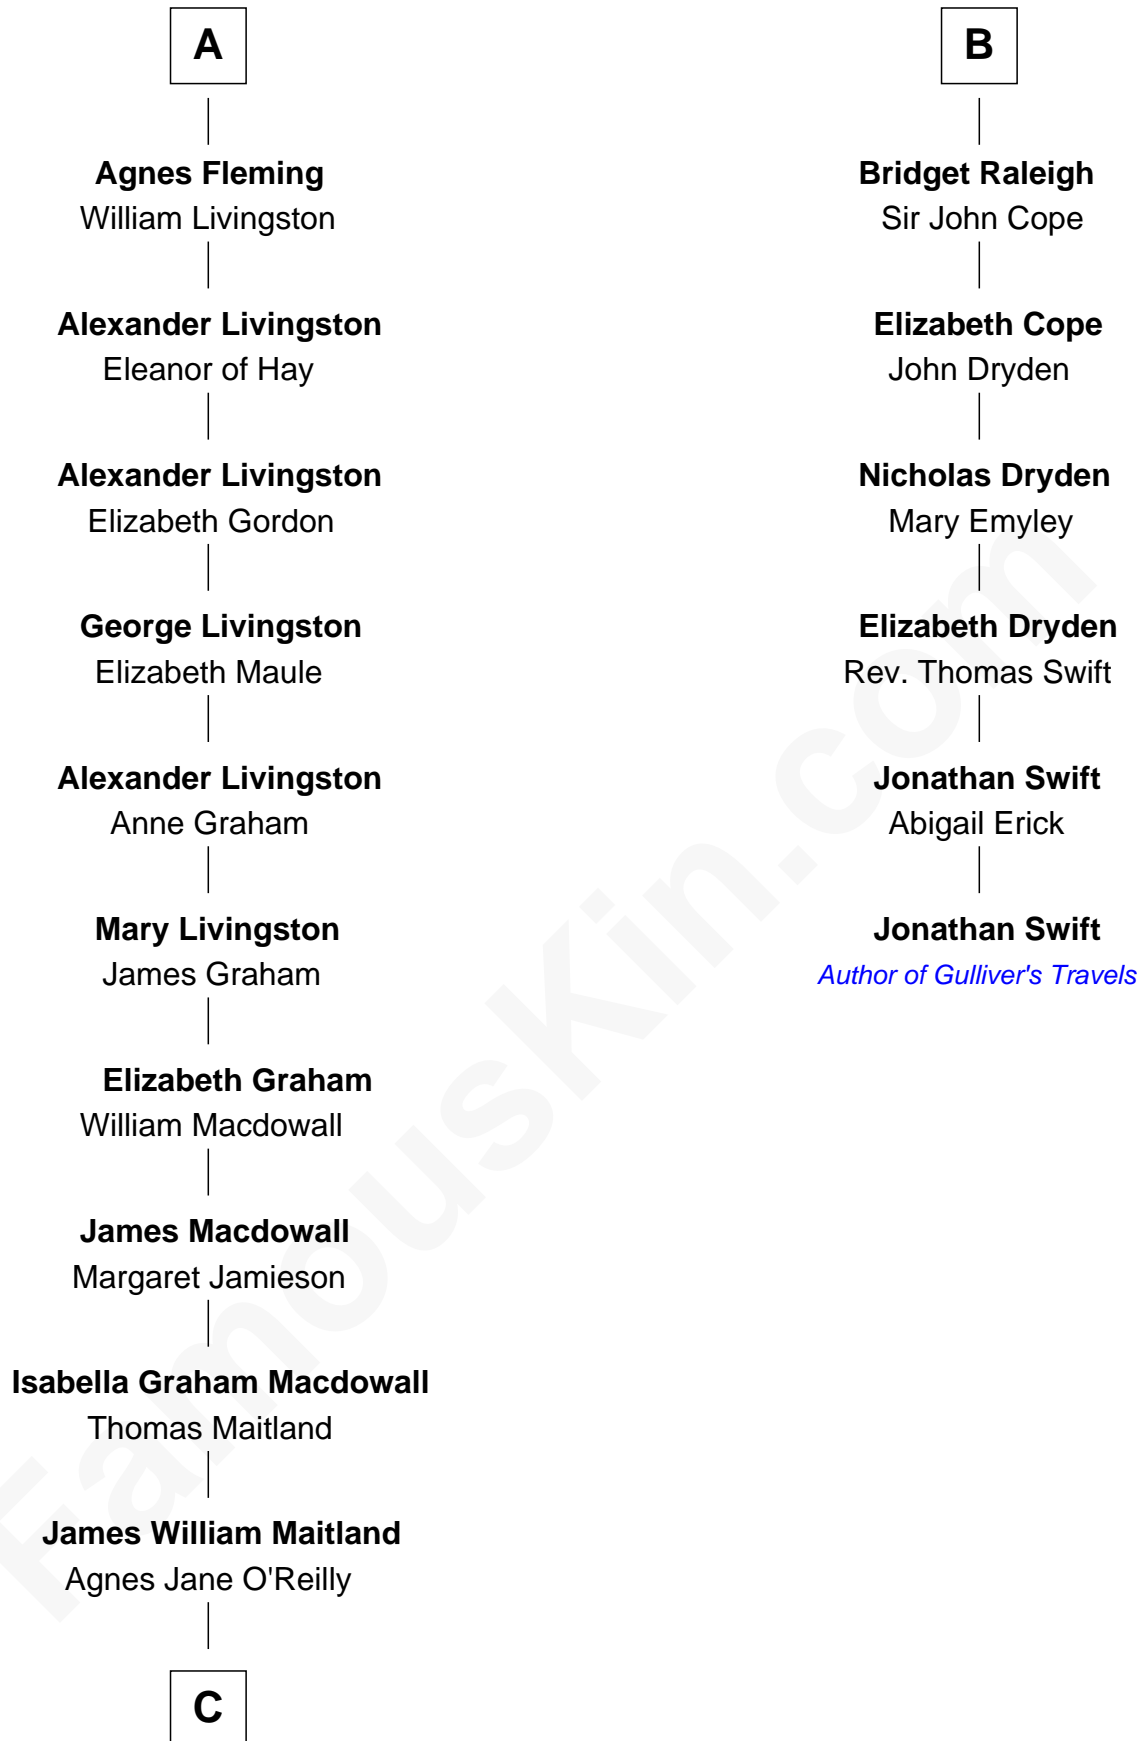 A
Agnes Fleming
William Livingston
Alexander Livingston
Eleanor of Hay
Alexander Livingston
Elizabeth Gordon
George Livingston
Elizabeth Maule
Alexander Livingston
Anne Graham
Mary Livingston
James Graham
Elizabeth Graham
William Macdowall
James Macdowall
Margaret Jamieson
Isabella Graham Macdowall
Thomas Maitland
James William Maitland
Agnes Jane O'Reilly
C
B
Bridget Raleigh
Sir John Cope
Elizabeth Cope
John Dryden
Nicholas Dryden
Mary Emyley
Elizabeth Dryden
Rev. Thomas Swift
Jonathan Swift
Abigail Erick
Jonathan Swift
Author of Gulliver's Travels
FamousKin.com